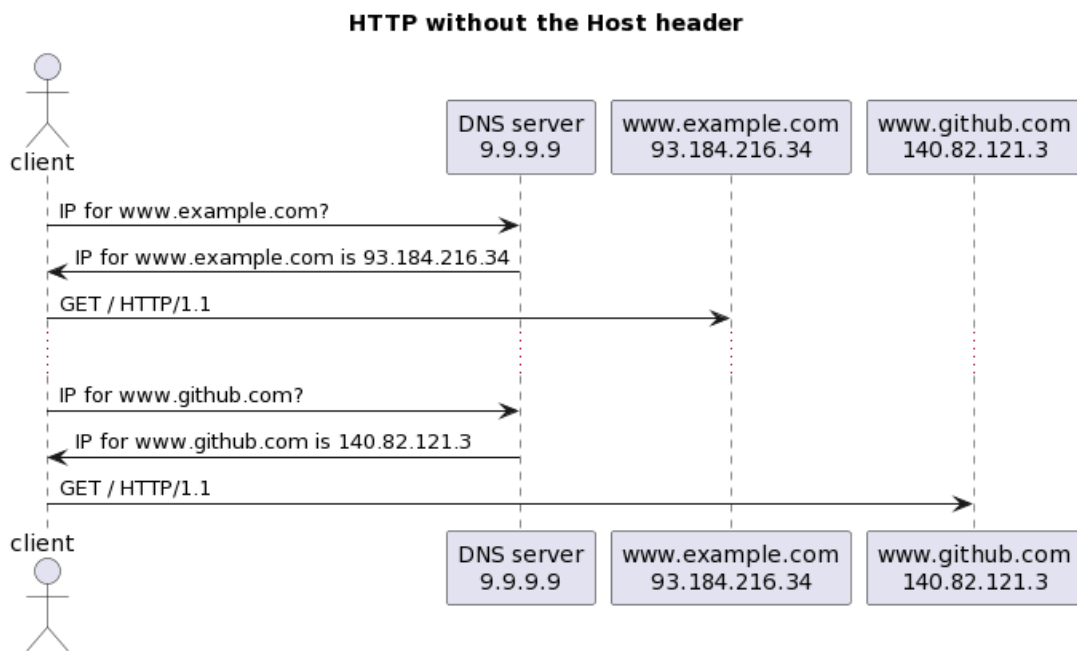 HTTP without the Host header
client
DNS server
9.9.9.9
www.example.com
93.184.216.34
www.github.com
140.82.121.3
IP for www.example.com?
IP for www.example.com is 93.184.216.34
GET / HTTP/1.1
IP for www.github.com?
IP for www.github.com is 140.82.121.3
GET / HTTP/1.1
client
DNS server
9.9.9.9
www.example.com
93.184.216.34
www.github.com
140.82.121.3